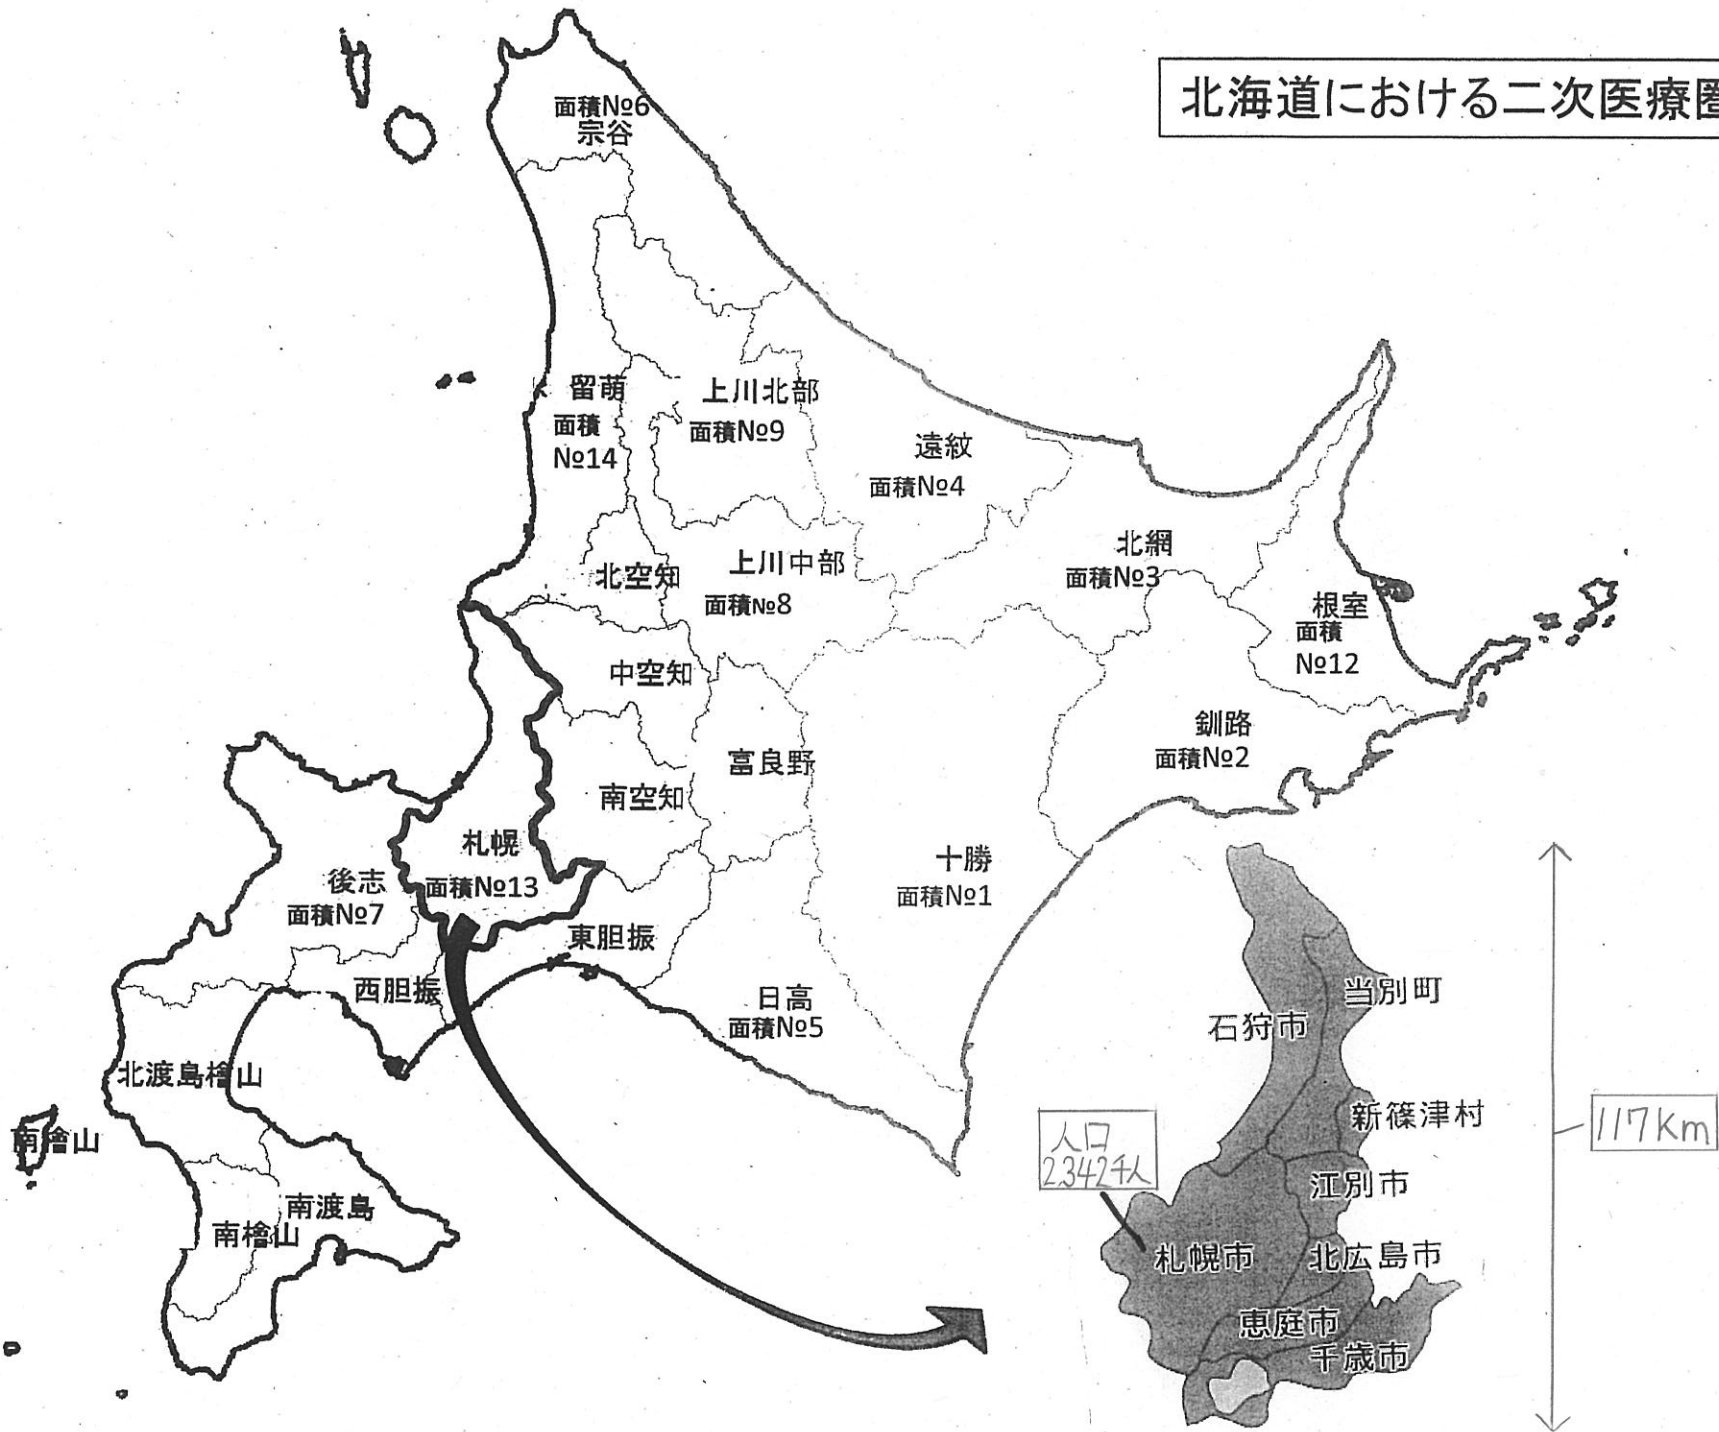 北海道における二次医療圏
面積№6
宗谷
留萌
面積
№14
上川北部
面積№9
遠紋
面積№4
北網
面積№3
北空知
上川中部
面積№8
根室
面積
№12
中空知
釧路
面積№2
富良野
南空知
札幌
面積№13
十勝
面積№1
後志
面積№7
東胆振
西胆振
日高
面積№5
北渡島檜山
南檜山
南渡島
南檜山
当別町
石狩市
新篠津村
人口
2342千人
117Km
江別市
札幌市
北広島市
恵庭市
千歳市